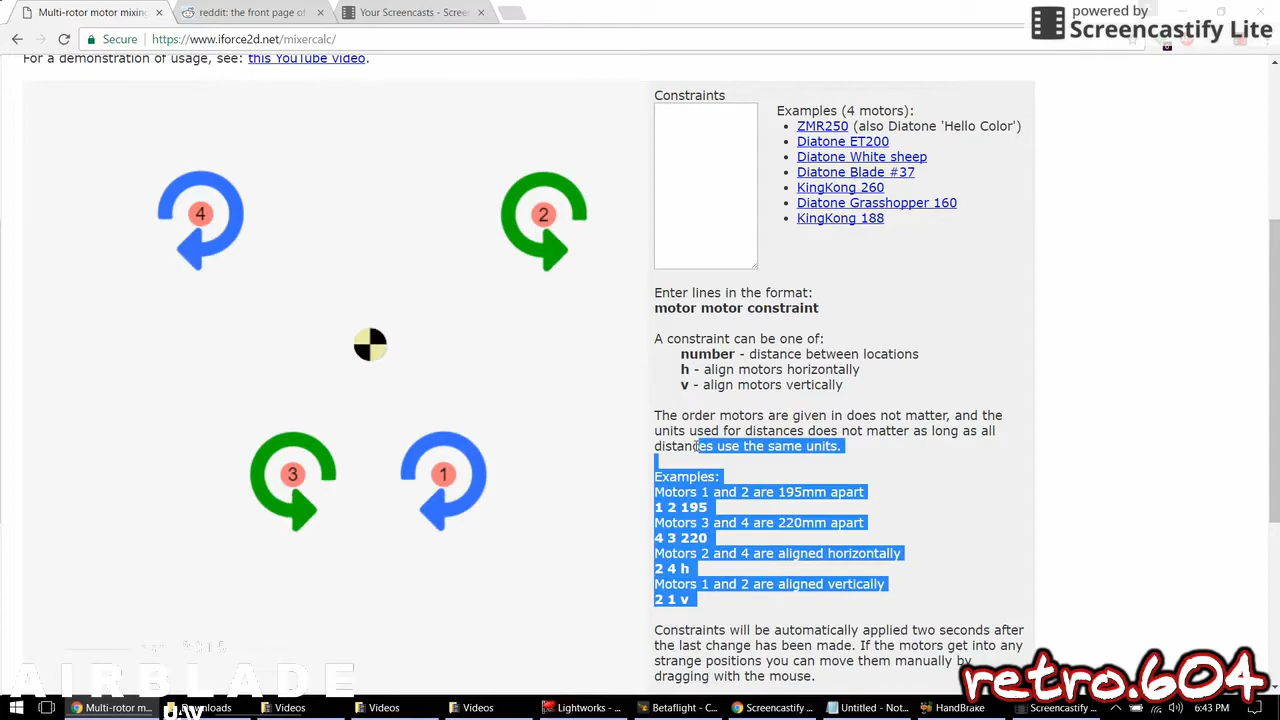 Multi-rotor motor mixin
reddit: the front page of
Your Screencasts - Scree
powered by
Screencastify Lite
Secure
https://www.iforce2d.net/mixercalc/
For a demonstration of usage, see: this YouTube video.
Constraints
Examples (4 motors):
ZMR250 (also Diatone 'Hello Color')
Diatone ET200
Diatone White sheep
Diatone Blade #37
KingKong 260
Diatone Grasshopper 160
KingKong 188
4
2
3
1
Enter lines in the format:
motor motor constraint
A constraint can be one of:
number - distance between locations
h - align motors horizontally
v - align motors vertically
The order motors are given in does not matter, and the
units used for distances does not matter as long as all
distances use the same units.
Examples:
Motors 1 and 2 are 195mm apart
1 2 195
Motors 3 and 4 are 220mm apart
4 3 220
Motors 2 and 4 are aligned horizontally
2 4 h
Motors 1 and 2 are aligned vertically
2 1 v
Constraints will be automatically applied two seconds after
the last change has been made. If the motors get into any
strange positions you can move them manually by
dragging with the mouse.
AIRBLADE
retro.604
Multi-rotor m...
Downloads
Videos
Videos
Videos
Lightworks - ...
Betaflight - C...
Screencastify ...
Untitled - Not...
HandBrake
Screencastify ...
6:43 PM